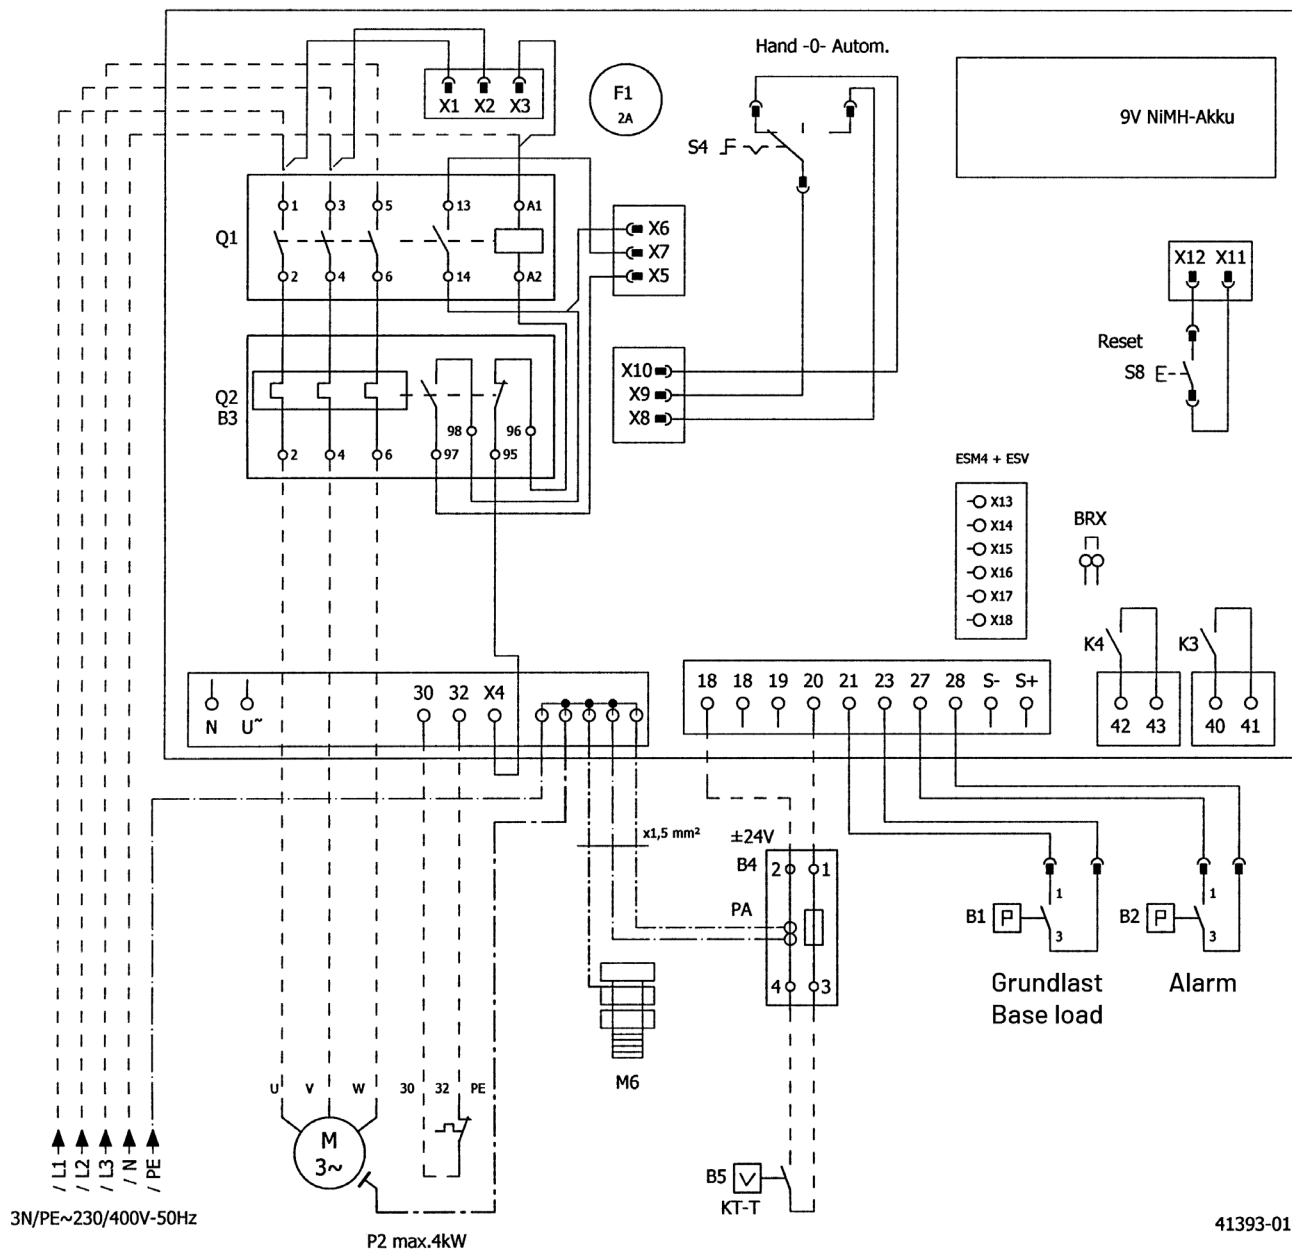 Hand -0- Autom.
X1 X2 X3
F1
2A
9V NiMH-Akku
S4
1 3 5 13 A1
Q1
2 4 6 14 A2
X6
X7
X5
X12 X11
Reset
S8
X10
X9
X8
Q2
B3
98 96
2 4 6 97 95
ESM4 + ESV
X13
X14
X15
X16
X17
X18
BRX
K4 K3
30 32 X4
N U~
18 18 19 20 21 23 27 28 S- S+
42 43 40 41
x1,5 mm²
±24V
B4 2 1
PA
4 3
B1 P 1
3
B2 P 1
3
Grundlast
Base load
Alarm
M6
U V W 30 32 PE
M
3~
B5
KT-T
/ L1
/ L2
/ L3
/ N
/ PE
3N/PE~230/400V-50Hz
P2 max.4kW
41393-01